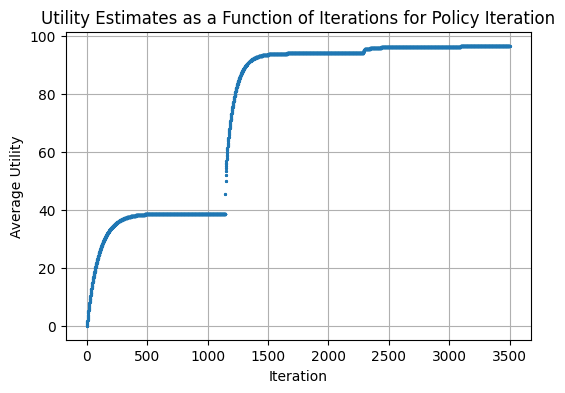 Utility Estimates as a Function of Iterations for Policy Iteration
100
80
60
40
20
0
Average Utility
0 500 1000 1500 2000 2500 3000 3500
Iteration